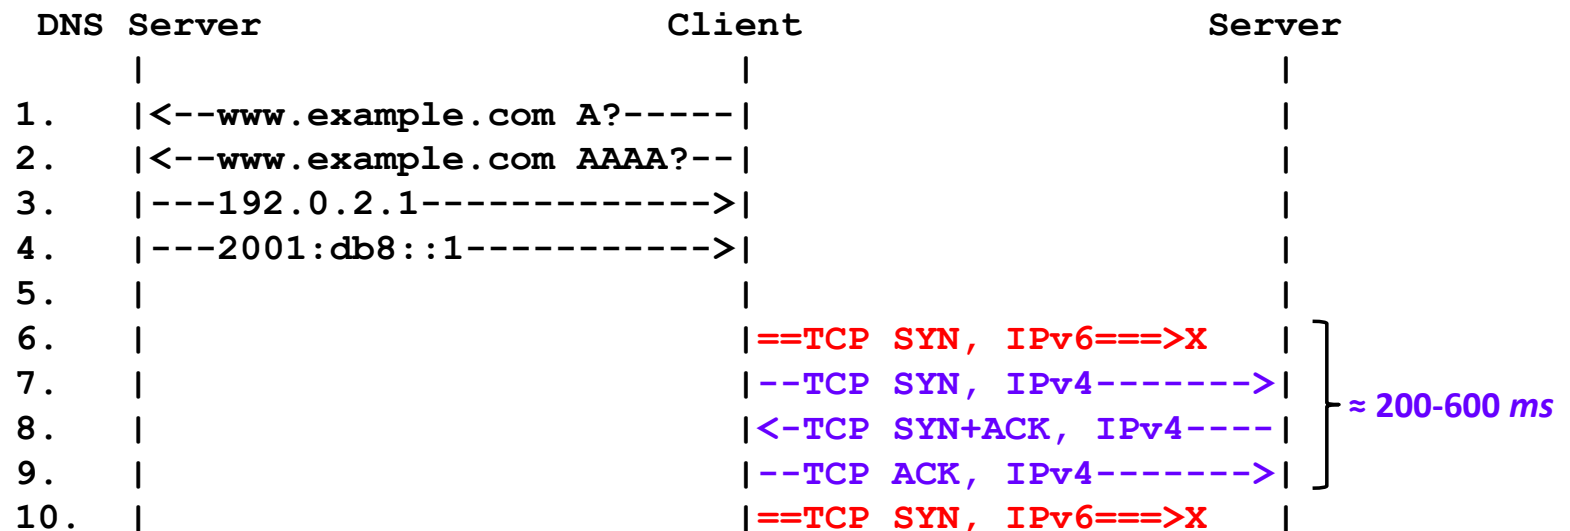 DNS Server                  Client                  Server
     |                          |                       |
1.   |<--www.example.com A?-----|                       |
2.   |<--www.example.com AAAA?--|                       |
3.   |---192.0.2.1------------->|                       |
4.   |---2001:db8::1----------->|                       |
5.   |                          |                       |
6.   |                          |==TCP SYN, IPv6===>X   |
7.   |                          |--TCP SYN, IPv4------->|
≈ 200-600 ms
8.   |                          |<-TCP SYN+ACK, IPv4----|
9.   |                          |--TCP ACK, IPv4------->|
10.  |                          |==TCP SYN, IPv6===>X   |